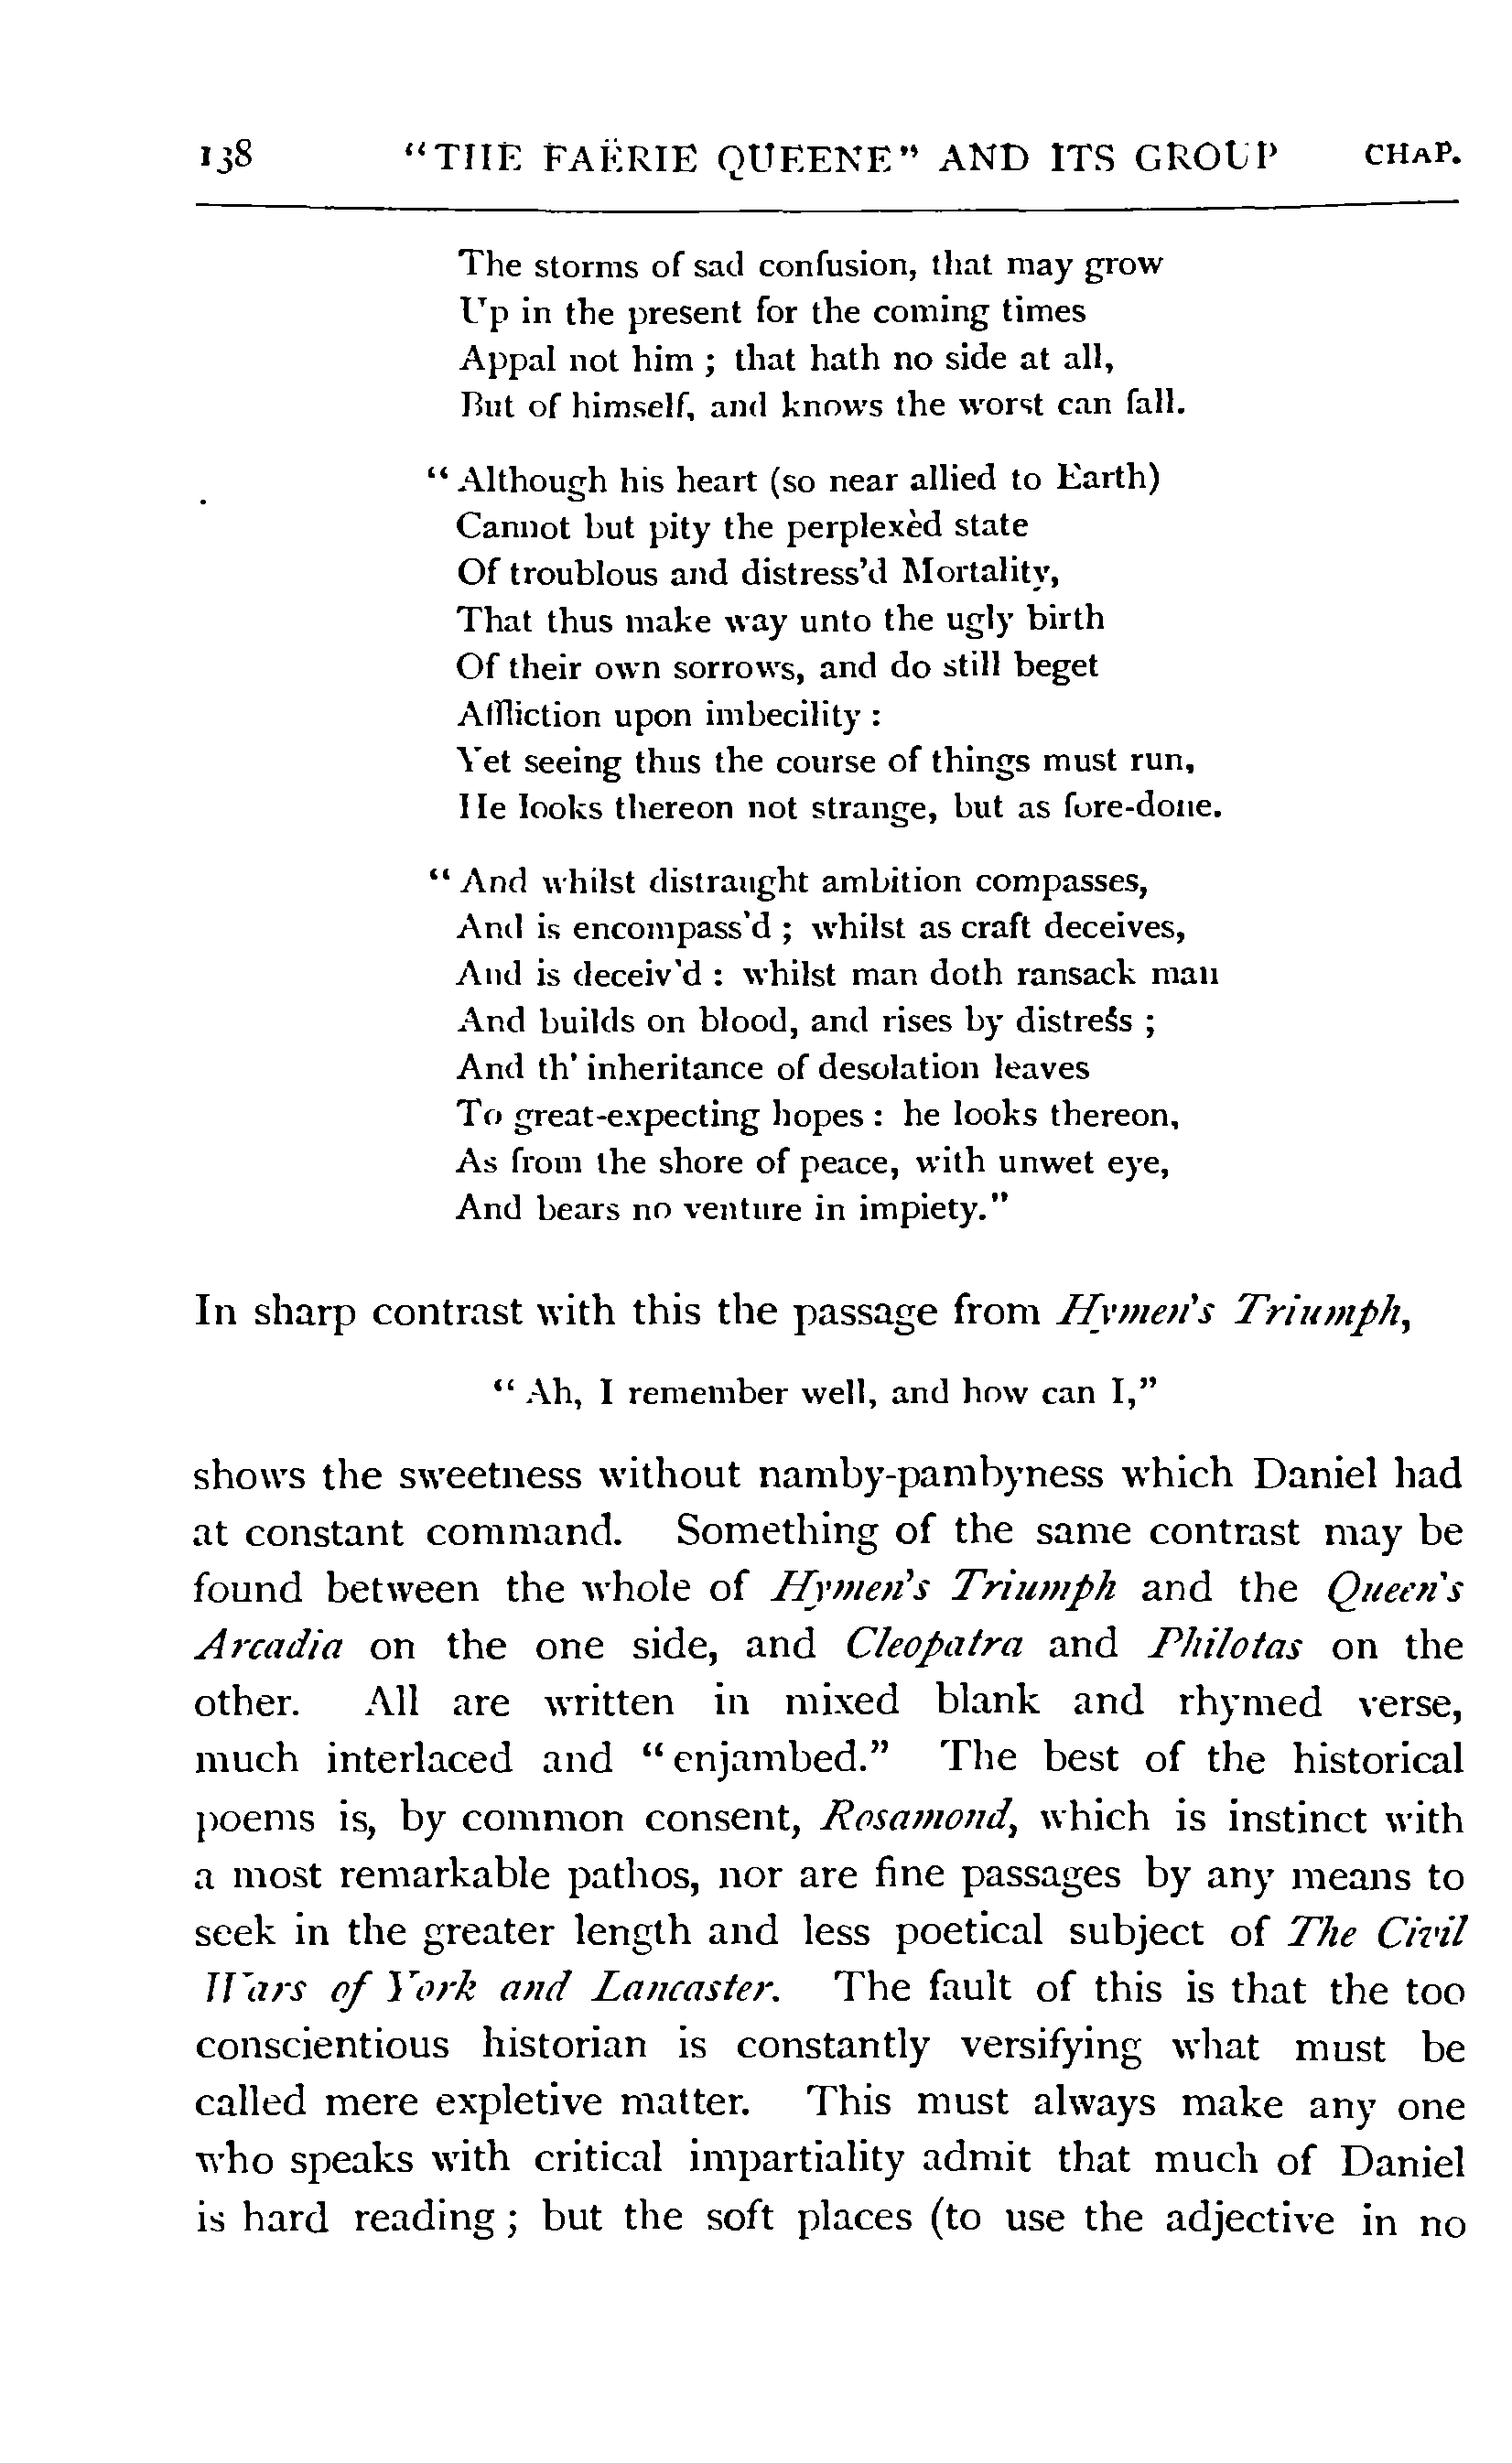 138 "THE FAËRIE QUEENE" AND ITS GROUP CHAP.
The storms of sad confusion, that may grow
Up in the present for the coming times
Appal not him ; that hath no side at all,
But of himself, and knows the worst can fall.
" Although his heart (so near allied to Earth)
Cannot but pity the perplexèd state
Of troublous and distress'd Mortality,
That thus make way unto the ugly birth
Of their own sorrows, and do still beget
Affliction upon imbecility :
Yet seeing thus the course of things must run,
He looks thereon not strange, but as fore-done.
" And whilst distraught ambition compasses,
And is encompass'd ; whilst as craft deceives,
And is deceiv'd : whilst man doth ransack man
And builds on blood, and rises by distress ;
And th' inheritance of desolation leaves
To great-expecting hopes : he looks thereon,
As from the shore of peace, with unwet eye,
And bears no venture in impiety."
In sharp contrast with this the passage from Hymen's Triumph,
" Ah, I remember well, and how can I,"
shows the sweetness without namby-pambyness which Daniel had
at constant command. Something of the same contrast may be
found between the whole of Hymen's Triumph and the Queen's
Arcadia on the one side, and Cleopatra and Philotas on the
other. All are written in mixed blank and rhymed verse,
much interlaced and " enjambed." The best of the historical
poems is, by common consent, Rosamond, which is instinct with
a most remarkable pathos, nor are fine passages by any means to
seek in the greater length and less poetical subject of The Civil
Wars of York and Lancaster. The fault of this is that the too
conscientious historian is constantly versifying what must be
called mere expletive matter. This must always make any one
who speaks with critical impartiality admit that much of Daniel
is hard reading ; but the soft places (to use the adjective in no